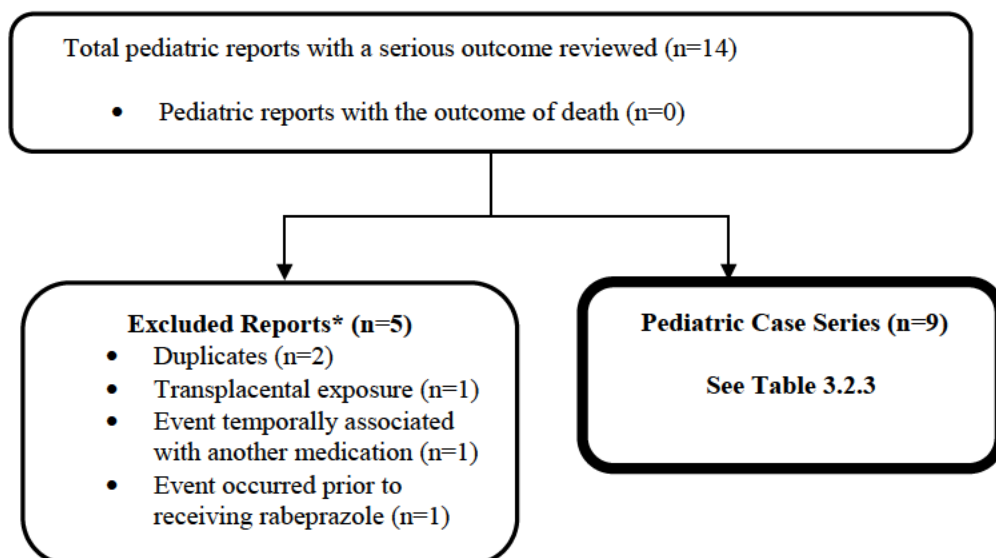 Total pediatric reports with a serious outcome reviewed (n=14)
• Pediatric reports with the outcome of death (n=0)
Excluded Reports* (n=5)
• Duplicates (n=2)
• Transplacental exposure (n=1)
• Event temporally associated
with another medication (n=1)
• Event occurred prior to
receiving rabeprazole (n=1)
Pediatric Case Series (n=9)
See Table 3.2.3